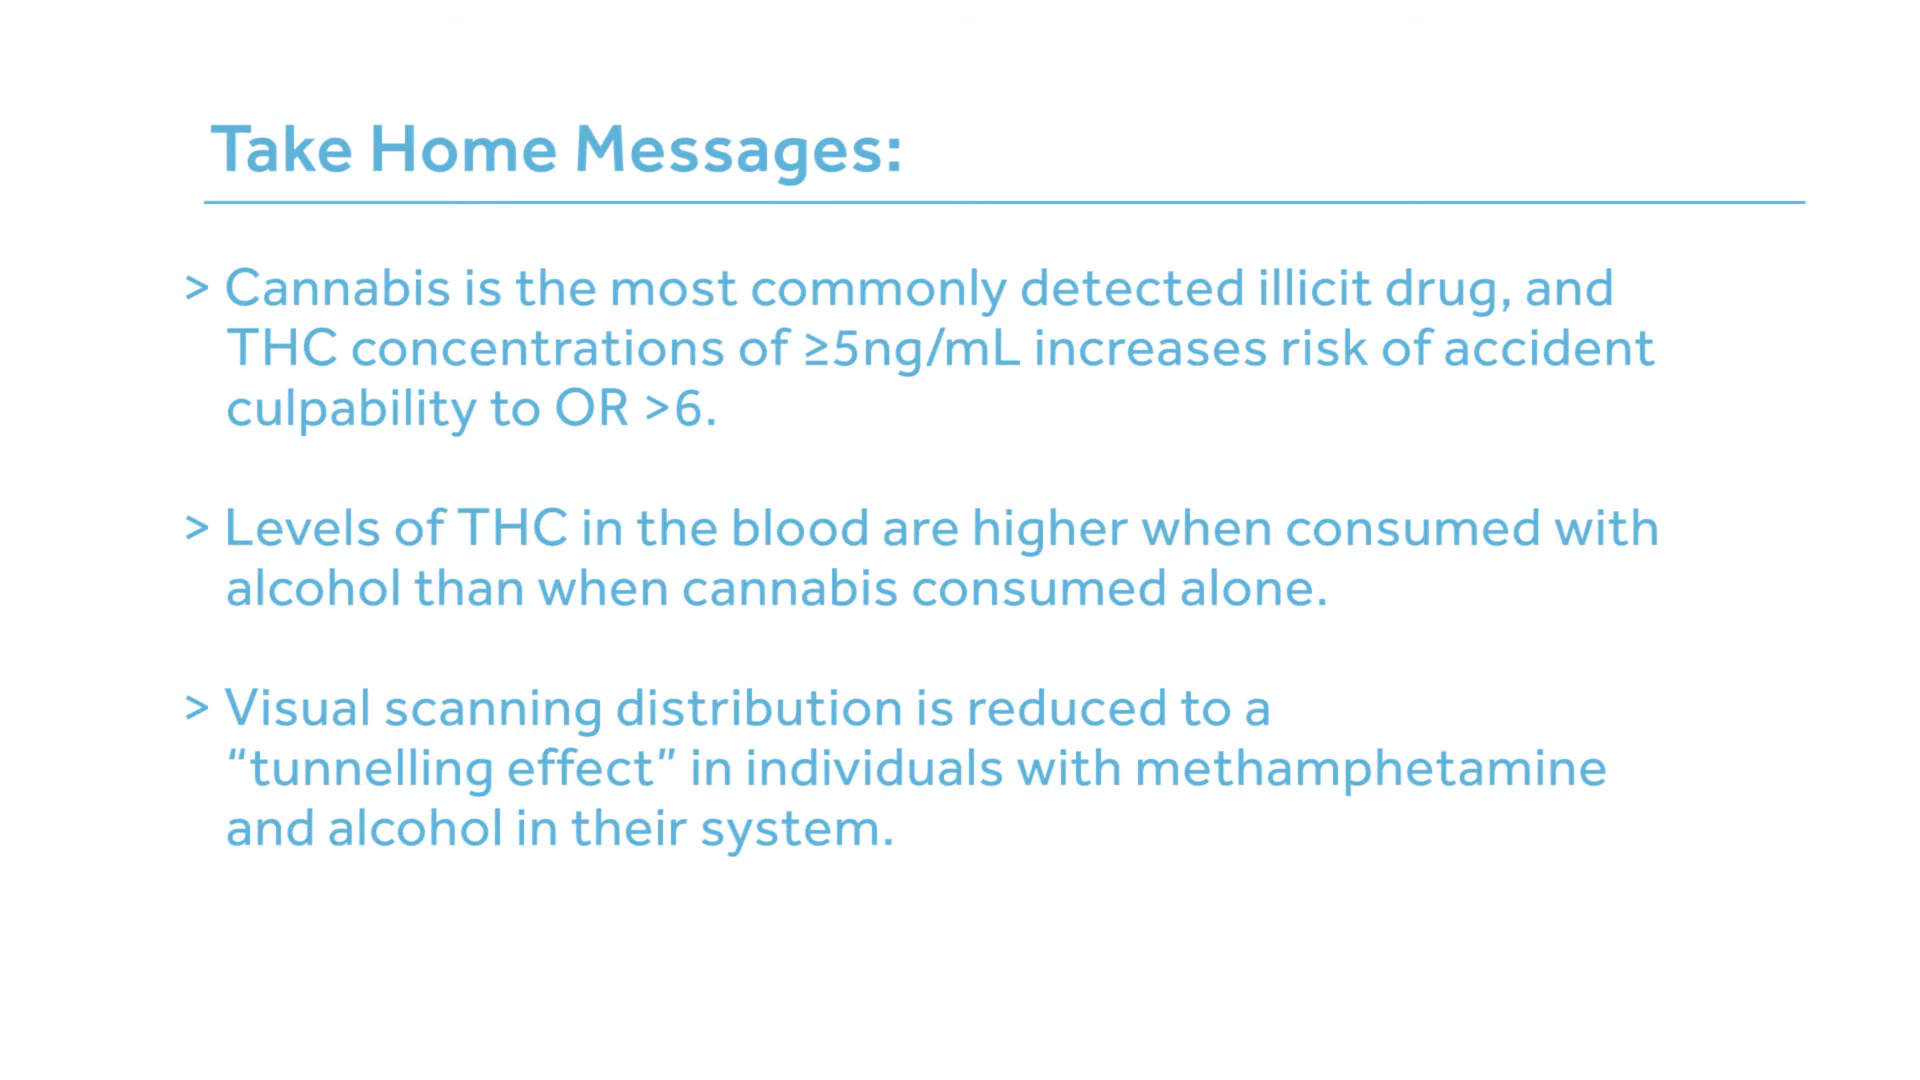 Take Home Messages:
> Cannabis is the most commonly detected illicit drug, and
THC concentrations of ≥5ng/mL increases risk of accident
culpability to OR >6.
> Levels of THC in the blood are higher when consumed with
alcohol than when cannabis consumed alone.
> Visual scanning distribution is reduced to a
“tunnelling effect” in individuals with methamphetamine
and alcohol in their system.